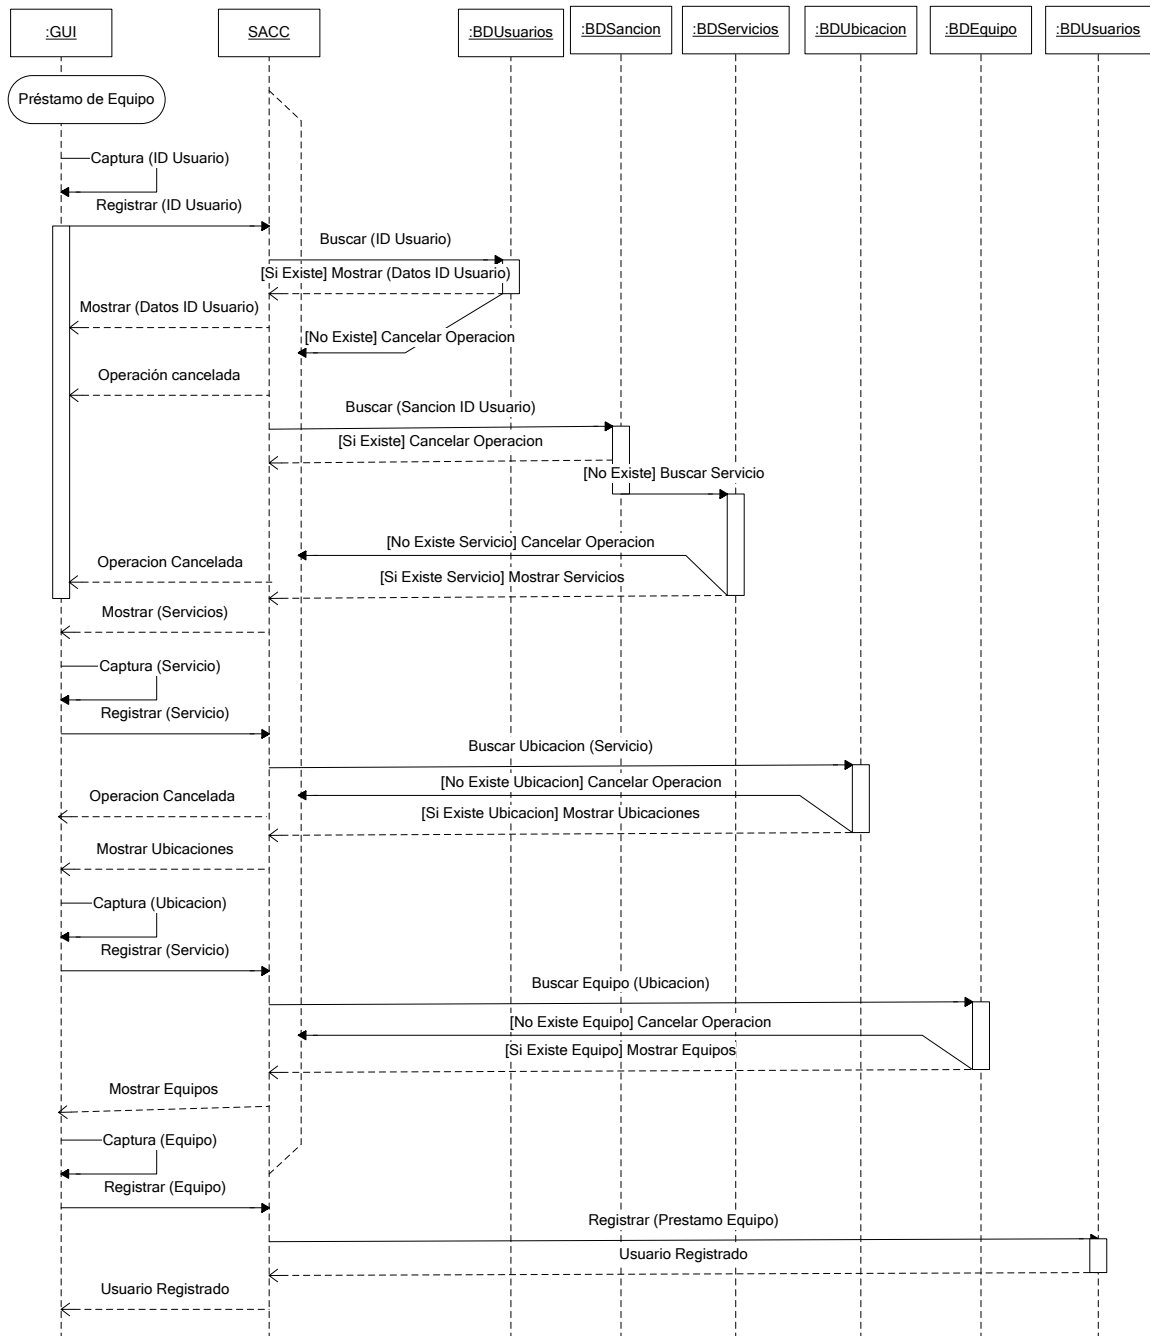 :GUI
SACC
:BDUsuarios
:BDSancion
:BDServicios
:BDUbicacion
:BDEquipo
:BDUsuarios
Préstamo de Equipo
Captura (ID Usuario)
Registrar (ID Usuario)
Buscar (ID Usuario)
[Si Existe] Mostrar (Datos ID Usuario)
Mostrar (Datos ID Usuario)
[No Existe] Cancelar Operacion
Operación cancelada
Buscar (Sancion ID Usuario)
[Si Existe] Cancelar Operacion
[No Existe] Buscar Servicio
[No Existe Servicio] Cancelar Operacion
Operacion Cancelada
[Si Existe Servicio] Mostrar Servicios
Mostrar (Servicios)
Captura (Servicio)
Registrar (Servicio)
Buscar Ubicacion (Servicio)
[No Existe Ubicacion] Cancelar Operacion
Operacion Cancelada
[Si Existe Ubicacion] Mostrar Ubicaciones
Mostrar Ubicaciones
Captura (Ubicacion)
Registrar (Servicio)
Buscar Equipo (Ubicacion)
[No Existe Equipo] Cancelar Operacion
[Si Existe Equipo] Mostrar Equipos
Mostrar Equipos
Captura (Equipo)
Registrar (Equipo)
Registrar (Prestamo Equipo)
Usuario Registrado
Usuario Registrado